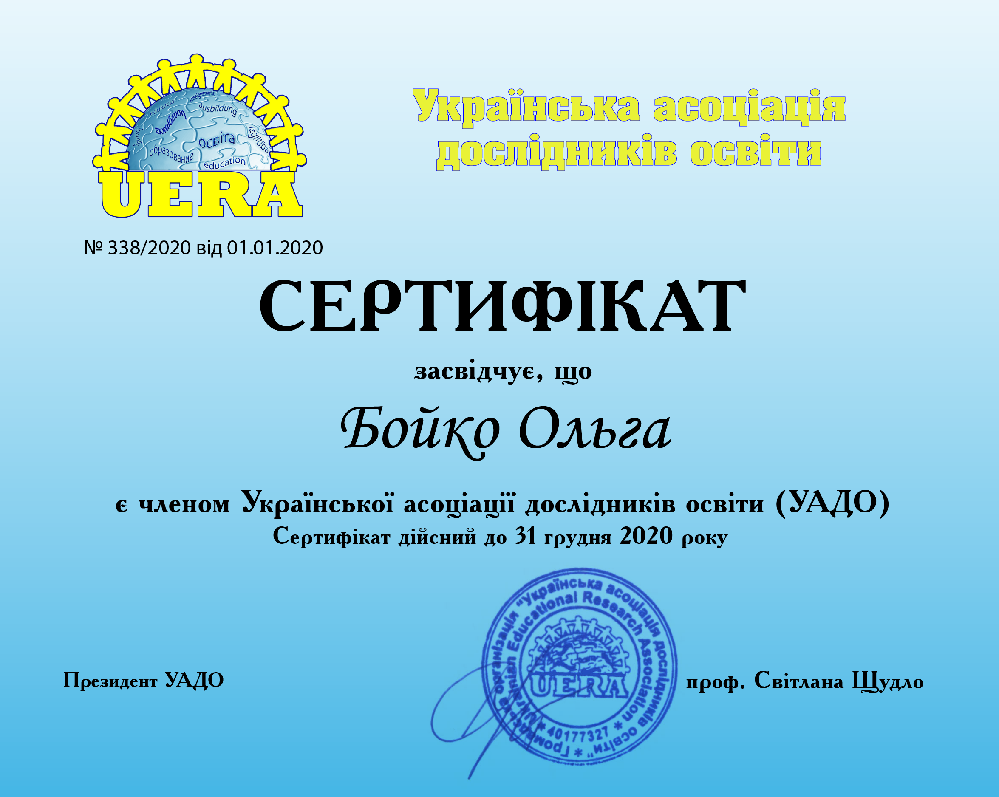 edukacja
enseignement
ausbildung
εκπαίδευση
eğitin
освіта
izglitiba
образование
education
UERA
Українська асоціація
дослідників освіти
№ 338/2020 від 01.01.2020
СЕРТИФІКАТ
засвідчує, що
Бойко Ольга
є членом Української асоціації дослідників освіти (УАДО)
Сертифікат дійсний до 31 грудня 2020 року
Президент УАДО
Громадська організація "Українська асоціація дослідників освіти" *
Ukrainian Educational Research Association
UERA
* 40177327 *
проф. Світлана Щудло